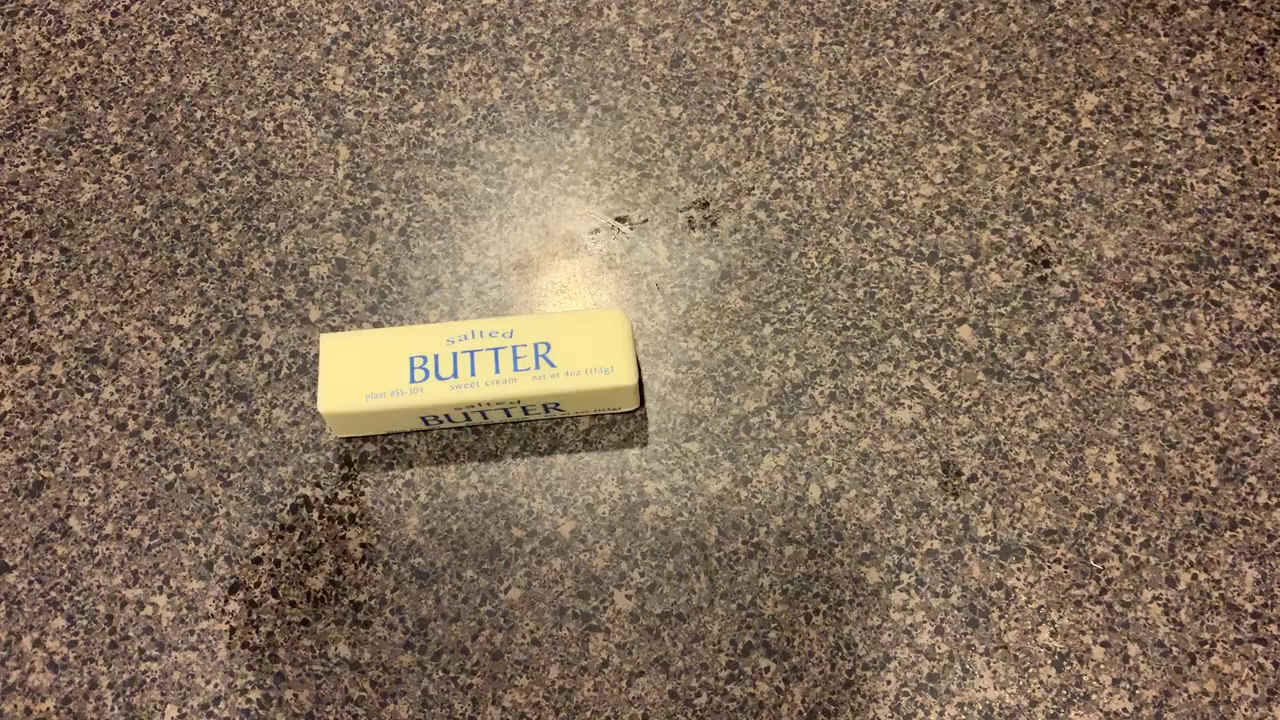 salted
BUTTER
plant #55-304 sweet cream net wt 4oz (113g)
salted
BUTTER